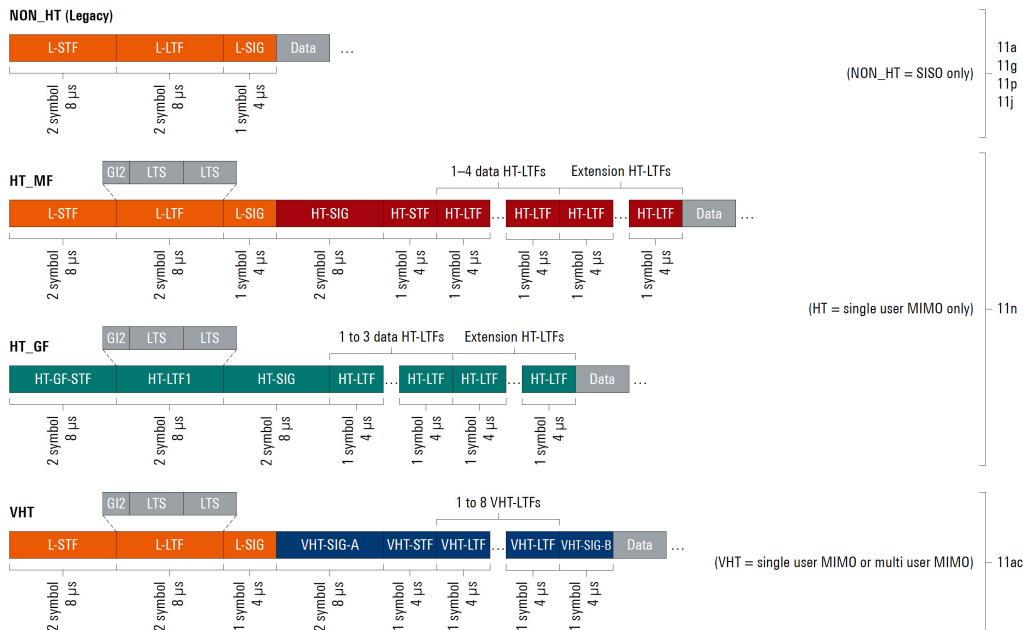 NON_HT (Legacy)
L-STF L-LTF L-SIG Data ...
2 symbol 8 µs 2 symbol 8 µs 1 symbol 4 µs
(NON_HT = SISO only)
11a
11g
11p
11j
GI2 LTS LTS
1–4 data HT-LTFs Extension HT-LTFs
HT_MF
L-STF L-LTF L-SIG HT-SIG HT-STF HT-LTF ... HT-LTF HT-LTF ... HT-LTF Data ...
2 symbol 8 µs 2 symbol 8 µs 1 symbol 4 µs 2 symbol 8 µs 1 symbol 4 µs 1 symbol 4 µs 1 symbol 4 µs 1 symbol 4 µs 1 symbol 4 µs
(HT = single user MIMO only) 11n
GI2 LTS LTS
1 to 3 data HT-LTFs Extension HT-LTFs
HT_GF
HT-GF-STF HT-LTF1 HT-SIG HT-LTF ... HT-LTF HT-LTF ... HT-LTF Data ...
2 symbol 8 µs 2 symbol 8 µs 2 symbol 8 µs 1 symbol 4 µs 1 symbol 4 µs 1 symbol 4 µs 1 symbol 4 µs
GI2 LTS LTS
1 to 8 VHT-LTFs
VHT
L-STF L-LTF L-SIG VHT-SIG-A VHT-STF VHT-LTF ... VHT-LTF VHT-SIG-B Data ...
(VHT = single user MIMO or multi user MIMO) 11ac
2 symbol 8 µs 2 symbol 8 µs 1 symbol 4 µs 2 symbol 8 µs 1 symbol 4 µs 1 symbol 4 µs 1 symbol 4 µs 1 symbol 4 µs